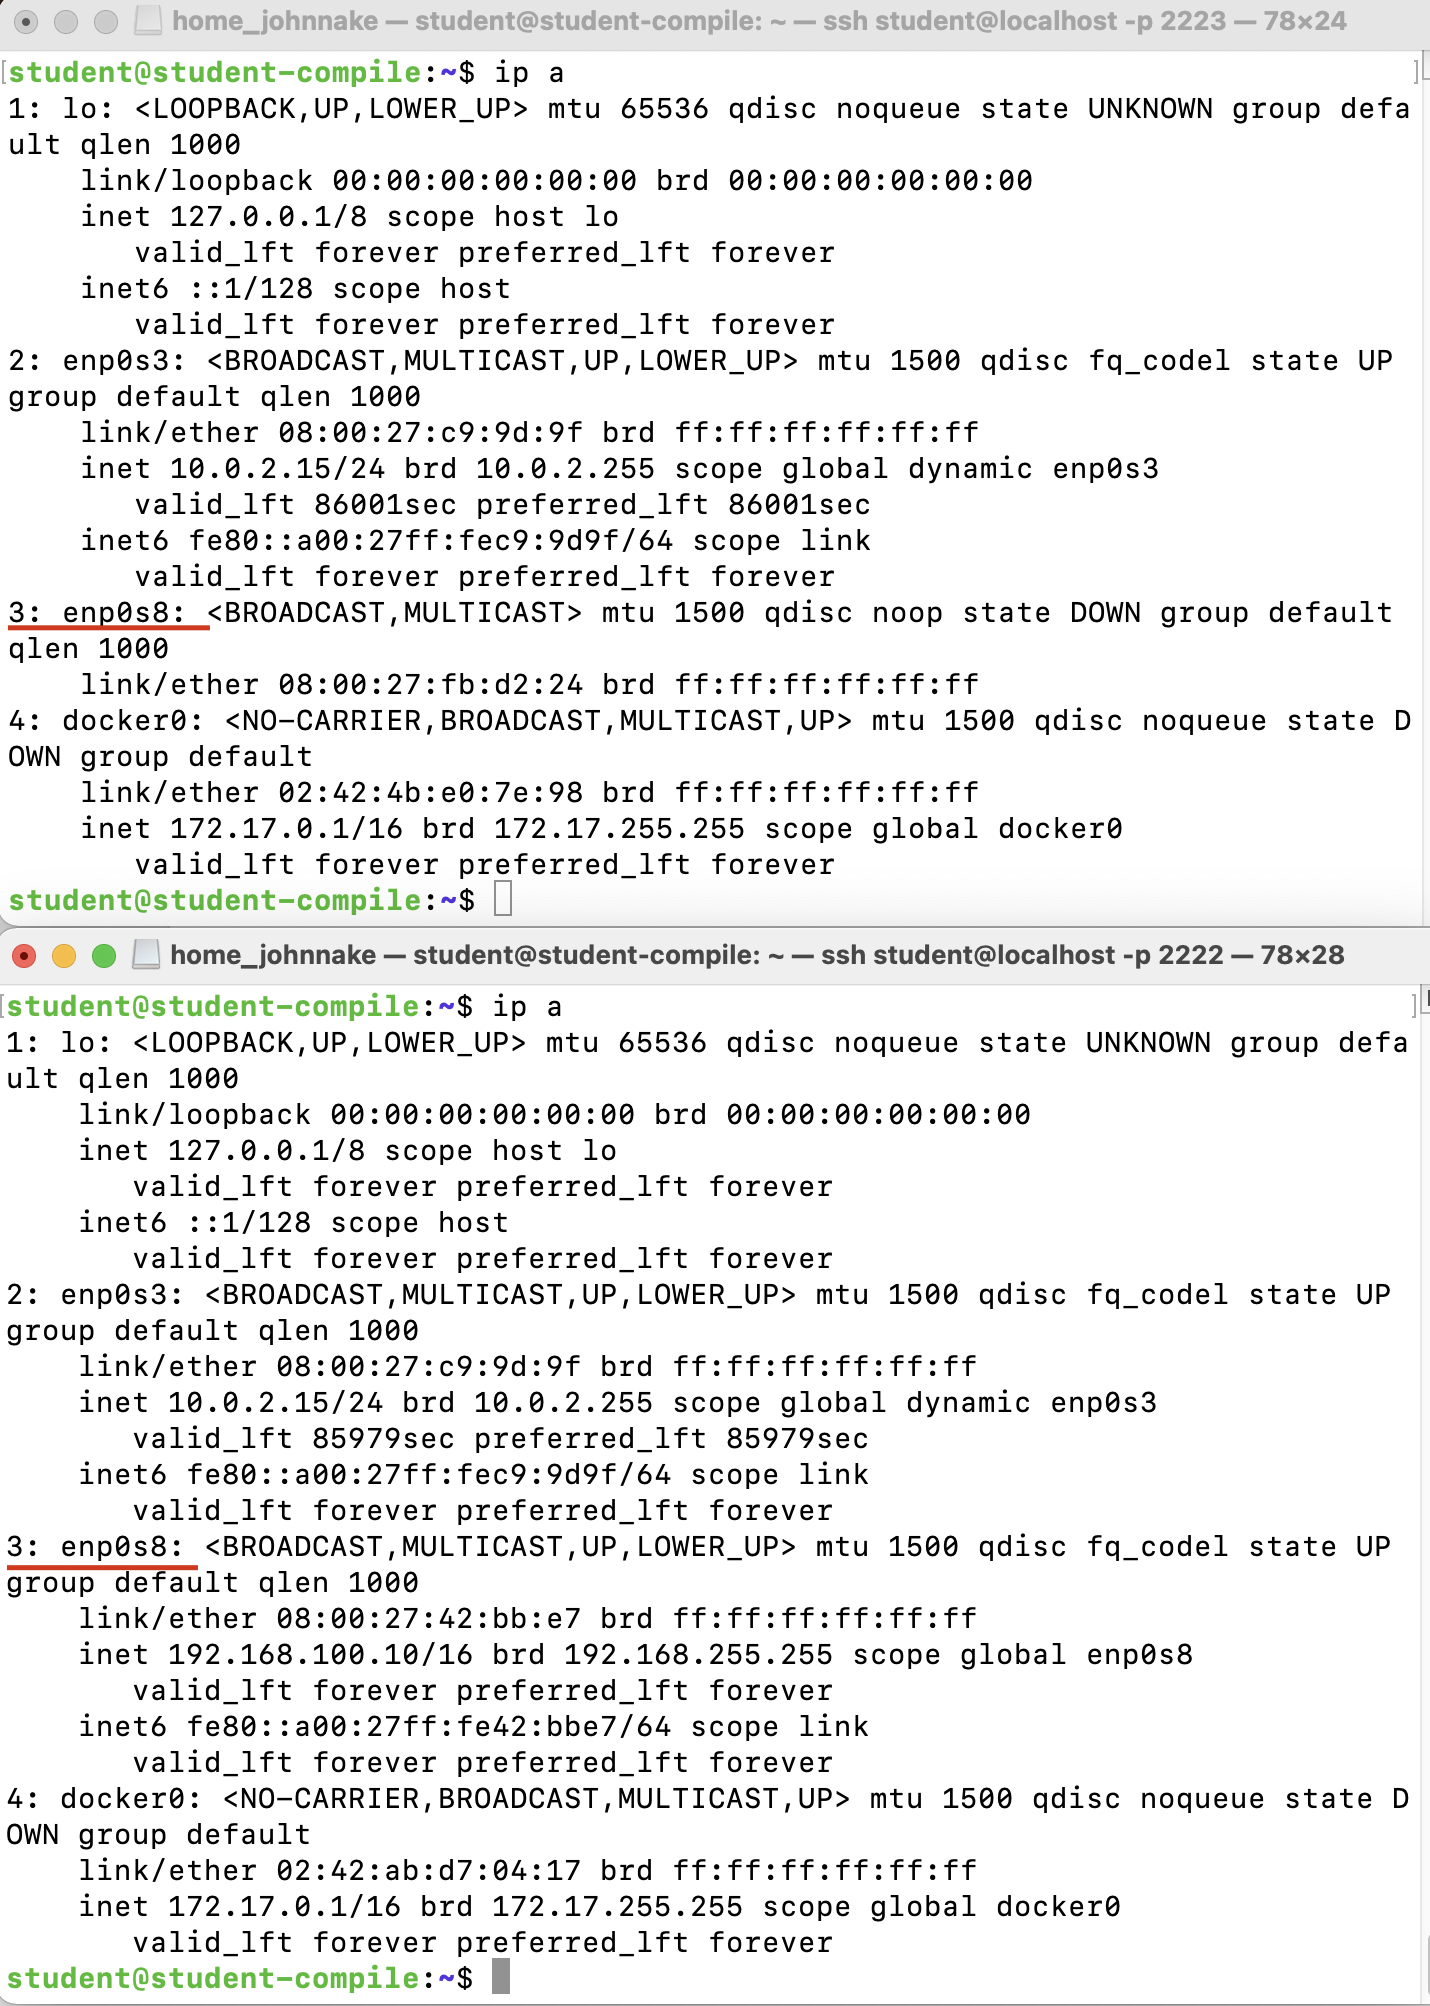 home_johnnake — student@student-compile: ~ — ssh student@localhost -p 2223 — 78×24
[student@student-compile:~$ ip a ]
1: lo: <LOOPBACK,UP,LOWER_UP> mtu 65536 qdisc noqueue state UNKNOWN group defa
ult qlen 1000
    link/loopback 00:00:00:00:00:00 brd 00:00:00:00:00:00
    inet 127.0.0.1/8 scope host lo
       valid_lft forever preferred_lft forever
    inet6 ::1/128 scope host
       valid_lft forever preferred_lft forever
2: enp0s3: <BROADCAST,MULTICAST,UP,LOWER_UP> mtu 1500 qdisc fq_codel state UP
group default qlen 1000
    link/ether 08:00:27:c9:9d:9f brd ff:ff:ff:ff:ff:ff
    inet 10.0.2.15/24 brd 10.0.2.255 scope global dynamic enp0s3
       valid_lft 86001sec preferred_lft 86001sec
    inet6 fe80::a00:27ff:fec9:9d9f/64 scope link
       valid_lft forever preferred_lft forever
3: enp0s8: <BROADCAST,MULTICAST> mtu 1500 qdisc noop state DOWN group default
qlen 1000
    link/ether 08:00:27:fb:d2:24 brd ff:ff:ff:ff:ff:ff
4: docker0: <NO-CARRIER,BROADCAST,MULTICAST,UP> mtu 1500 qdisc noqueue state D
OWN group default
    link/ether 02:42:4b:e0:7e:98 brd ff:ff:ff:ff:ff:ff
    inet 172.17.0.1/16 brd 172.17.255.255 scope global docker0
       valid_lft forever preferred_lft forever
student@student-compile:~$
home_johnnake — student@student-compile: ~ — ssh student@localhost -p 2222 — 78×28
[student@student-compile:~$ ip a ]
1: lo: <LOOPBACK,UP,LOWER_UP> mtu 65536 qdisc noqueue state UNKNOWN group defa
ult qlen 1000
    link/loopback 00:00:00:00:00:00 brd 00:00:00:00:00:00
    inet 127.0.0.1/8 scope host lo
       valid_lft forever preferred_lft forever
    inet6 ::1/128 scope host
       valid_lft forever preferred_lft forever
2: enp0s3: <BROADCAST,MULTICAST,UP,LOWER_UP> mtu 1500 qdisc fq_codel state UP
group default qlen 1000
    link/ether 08:00:27:c9:9d:9f brd ff:ff:ff:ff:ff:ff
    inet 10.0.2.15/24 brd 10.0.2.255 scope global dynamic enp0s3
       valid_lft 85979sec preferred_lft 85979sec
    inet6 fe80::a00:27ff:fec9:9d9f/64 scope link
       valid_lft forever preferred_lft forever
3: enp0s8: <BROADCAST,MULTICAST,UP,LOWER_UP> mtu 1500 qdisc fq_codel state UP
group default qlen 1000
    link/ether 08:00:27:42:bb:e7 brd ff:ff:ff:ff:ff:ff
    inet 192.168.100.10/16 brd 192.168.255.255 scope global enp0s8
       valid_lft forever preferred_lft forever
    inet6 fe80::a00:27ff:fe42:bbe7/64 scope link
       valid_lft forever preferred_lft forever
4: docker0: <NO-CARRIER,BROADCAST,MULTICAST,UP> mtu 1500 qdisc noqueue state D
OWN group default
    link/ether 02:42:ab:d7:04:17 brd ff:ff:ff:ff:ff:ff
    inet 172.17.0.1/16 brd 172.17.255.255 scope global docker0
       valid_lft forever preferred_lft forever
student@student-compile:~$